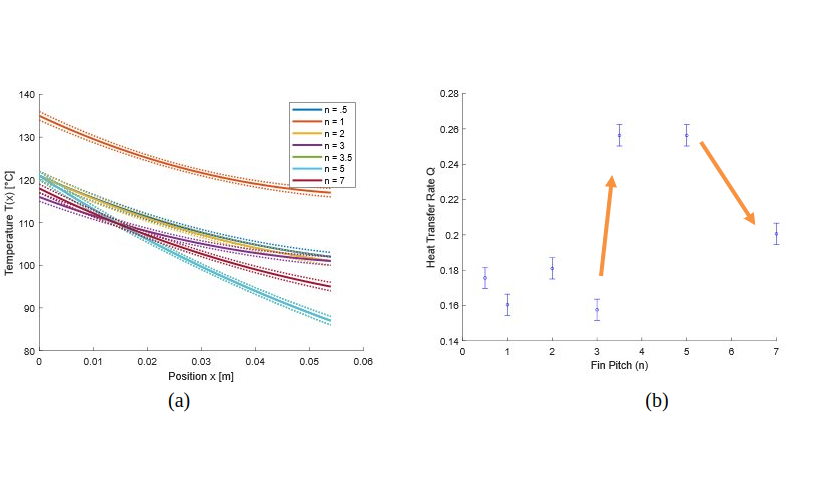 140
130
120
110
100
90
80
Temperature T(x) [°C]
0
0.01
0.02
0.03
0.04
0.05
0.06
Position x [m]
n = .5
n = 1
n = 2
n = 3
n = 3.5
n = 5
n = 7
(a)
0.28
0.26
0.24
0.22
0.2
0.18
0.16
0.14
Heat Transfer Rate Q
0
1
2
3
4
5
6
7
Fin Pitch (n)
(b)